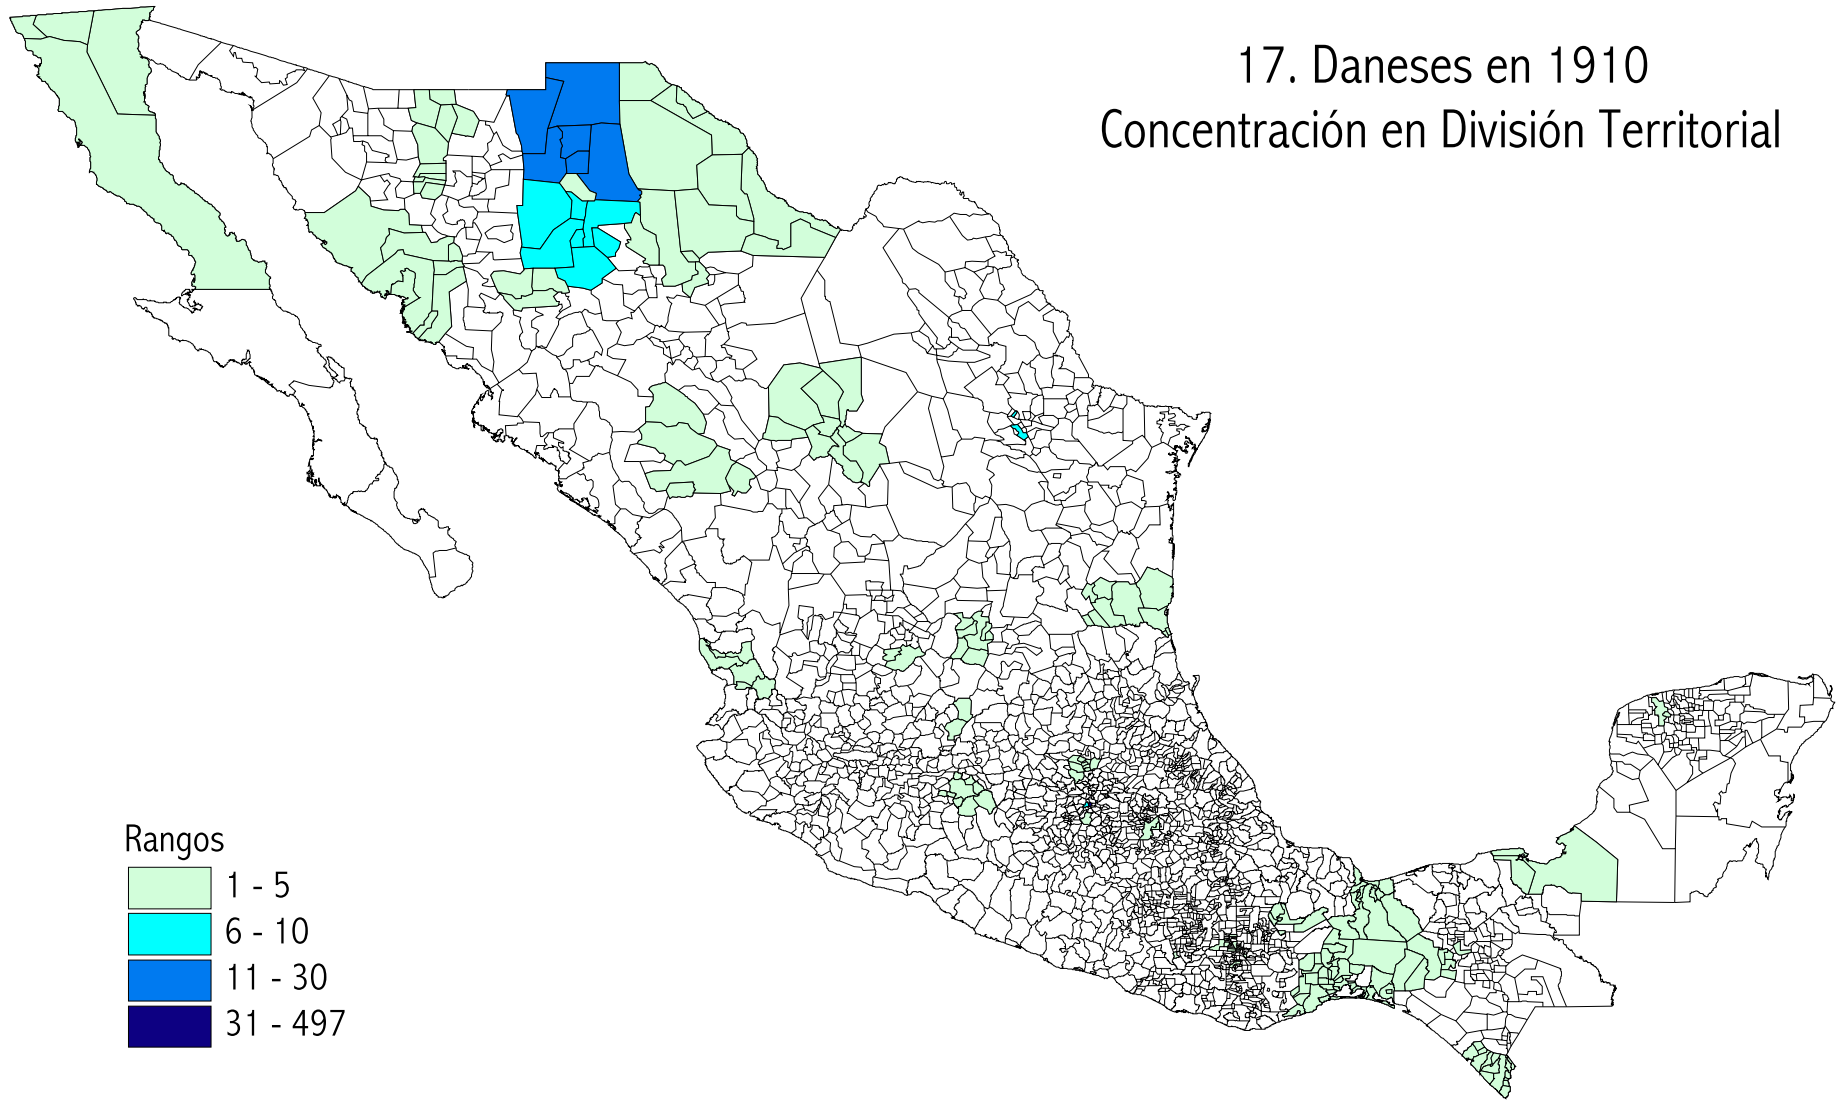 17. Daneses en 1910
Concentración en División Territorial
Rangos
1 - 5
6 - 10
11 - 30
31 - 497